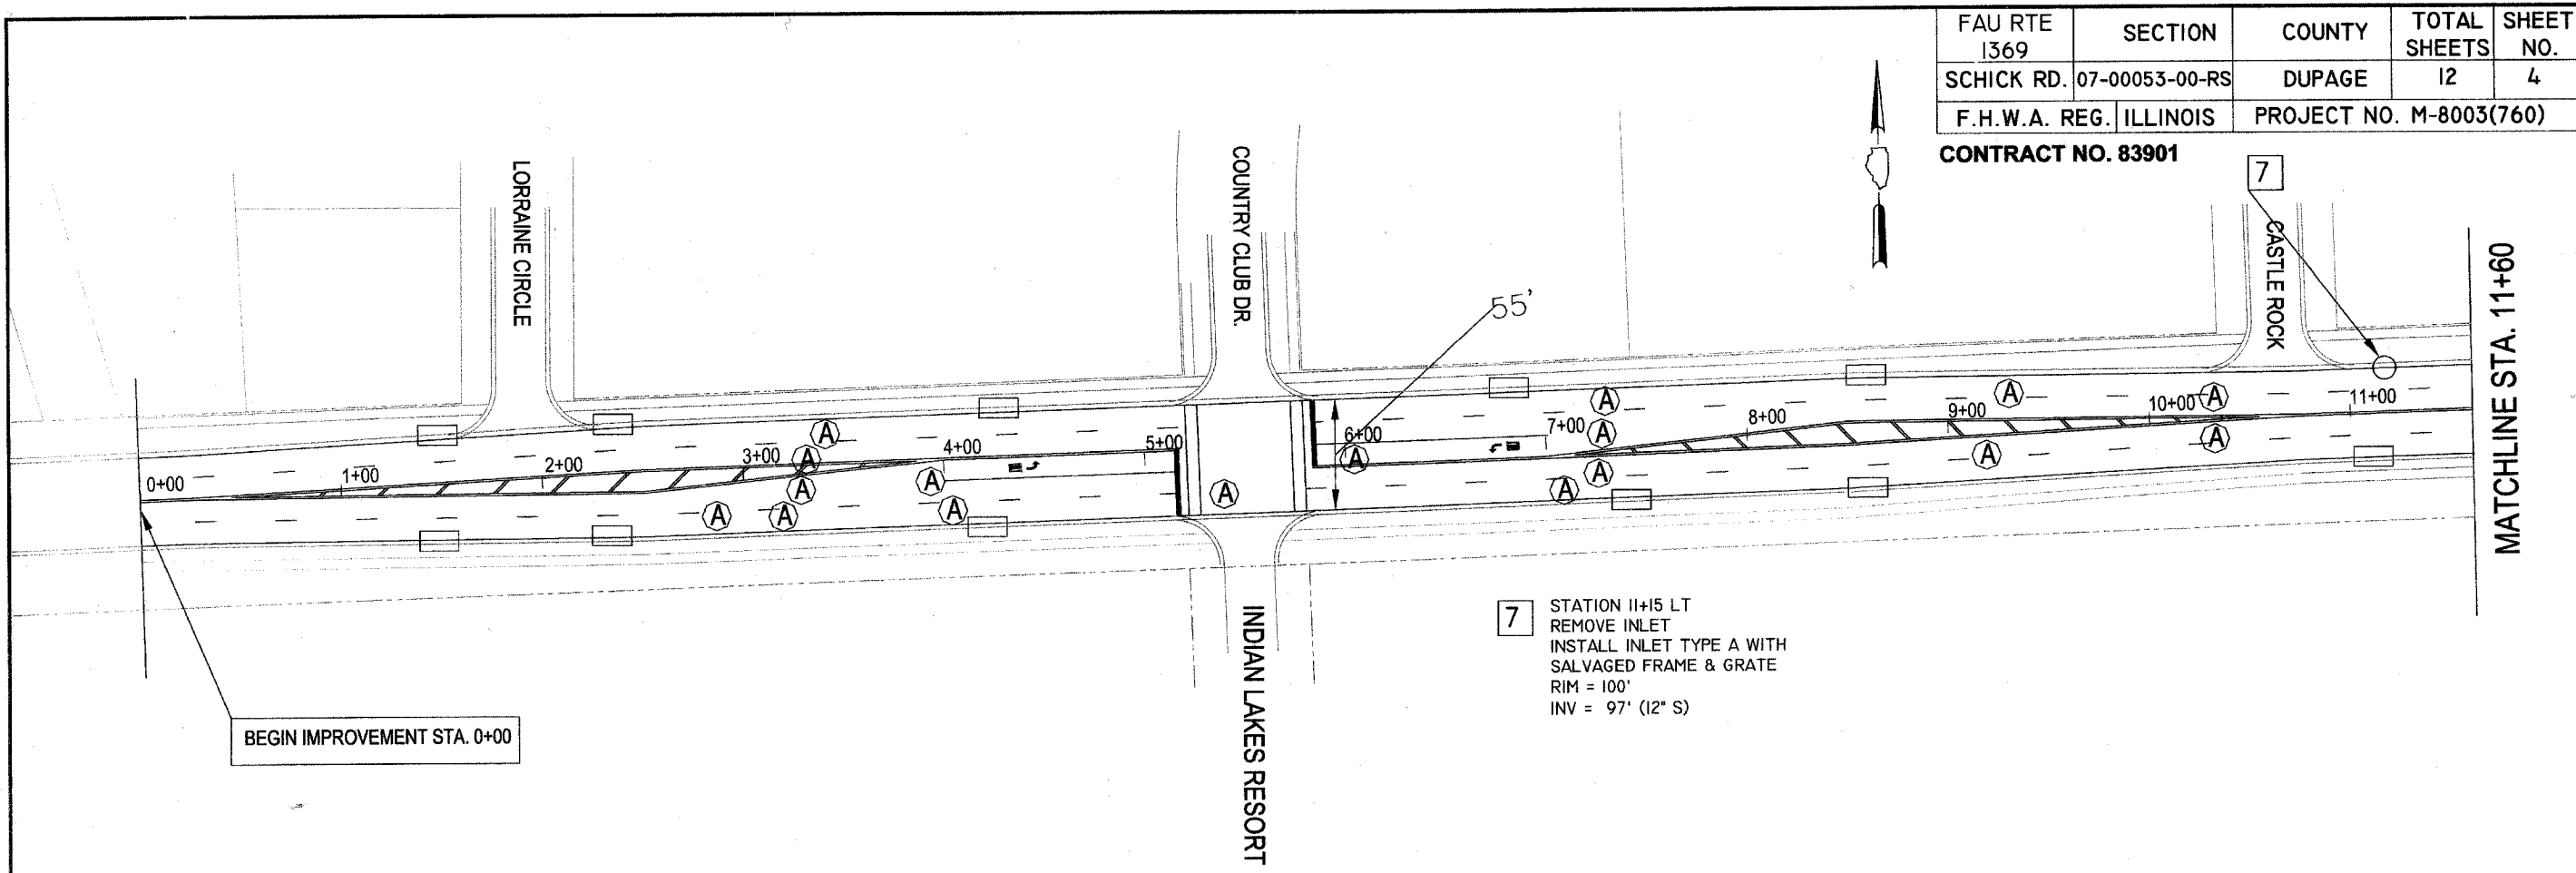 FAU RTE 1369 SECTION COUNTY TOTAL SHEETS SHEET NO.
SCHICK RD. 07-00053-00-RS DUPAGE 12 4
F.H.W.A. REG. ILLINOIS PROJECT NO. M-8003(760)
CONTRACT NO. 83901
7
LORRAINE CIRCLE
COUNTRY CLUB DR.
CASTLE ROCK
55'
MATCHLINE STA. 11+60
A A A A
A A A A
0+00 1+00 2+00 3+00 4+00 5+00 6+00 7+00 8+00 9+00 10+00 11+00
A A A A A A
A A A A
BEGIN IMPROVEMENT STA. 0+00
INDIAN LAKES RESORT
7
STATION 11+15 LT
REMOVE INLET
INSTALL INLET TYPE A WITH
SALVAGED FRAME & GRATE
RIM = 100'
INV = 97' (12" S)